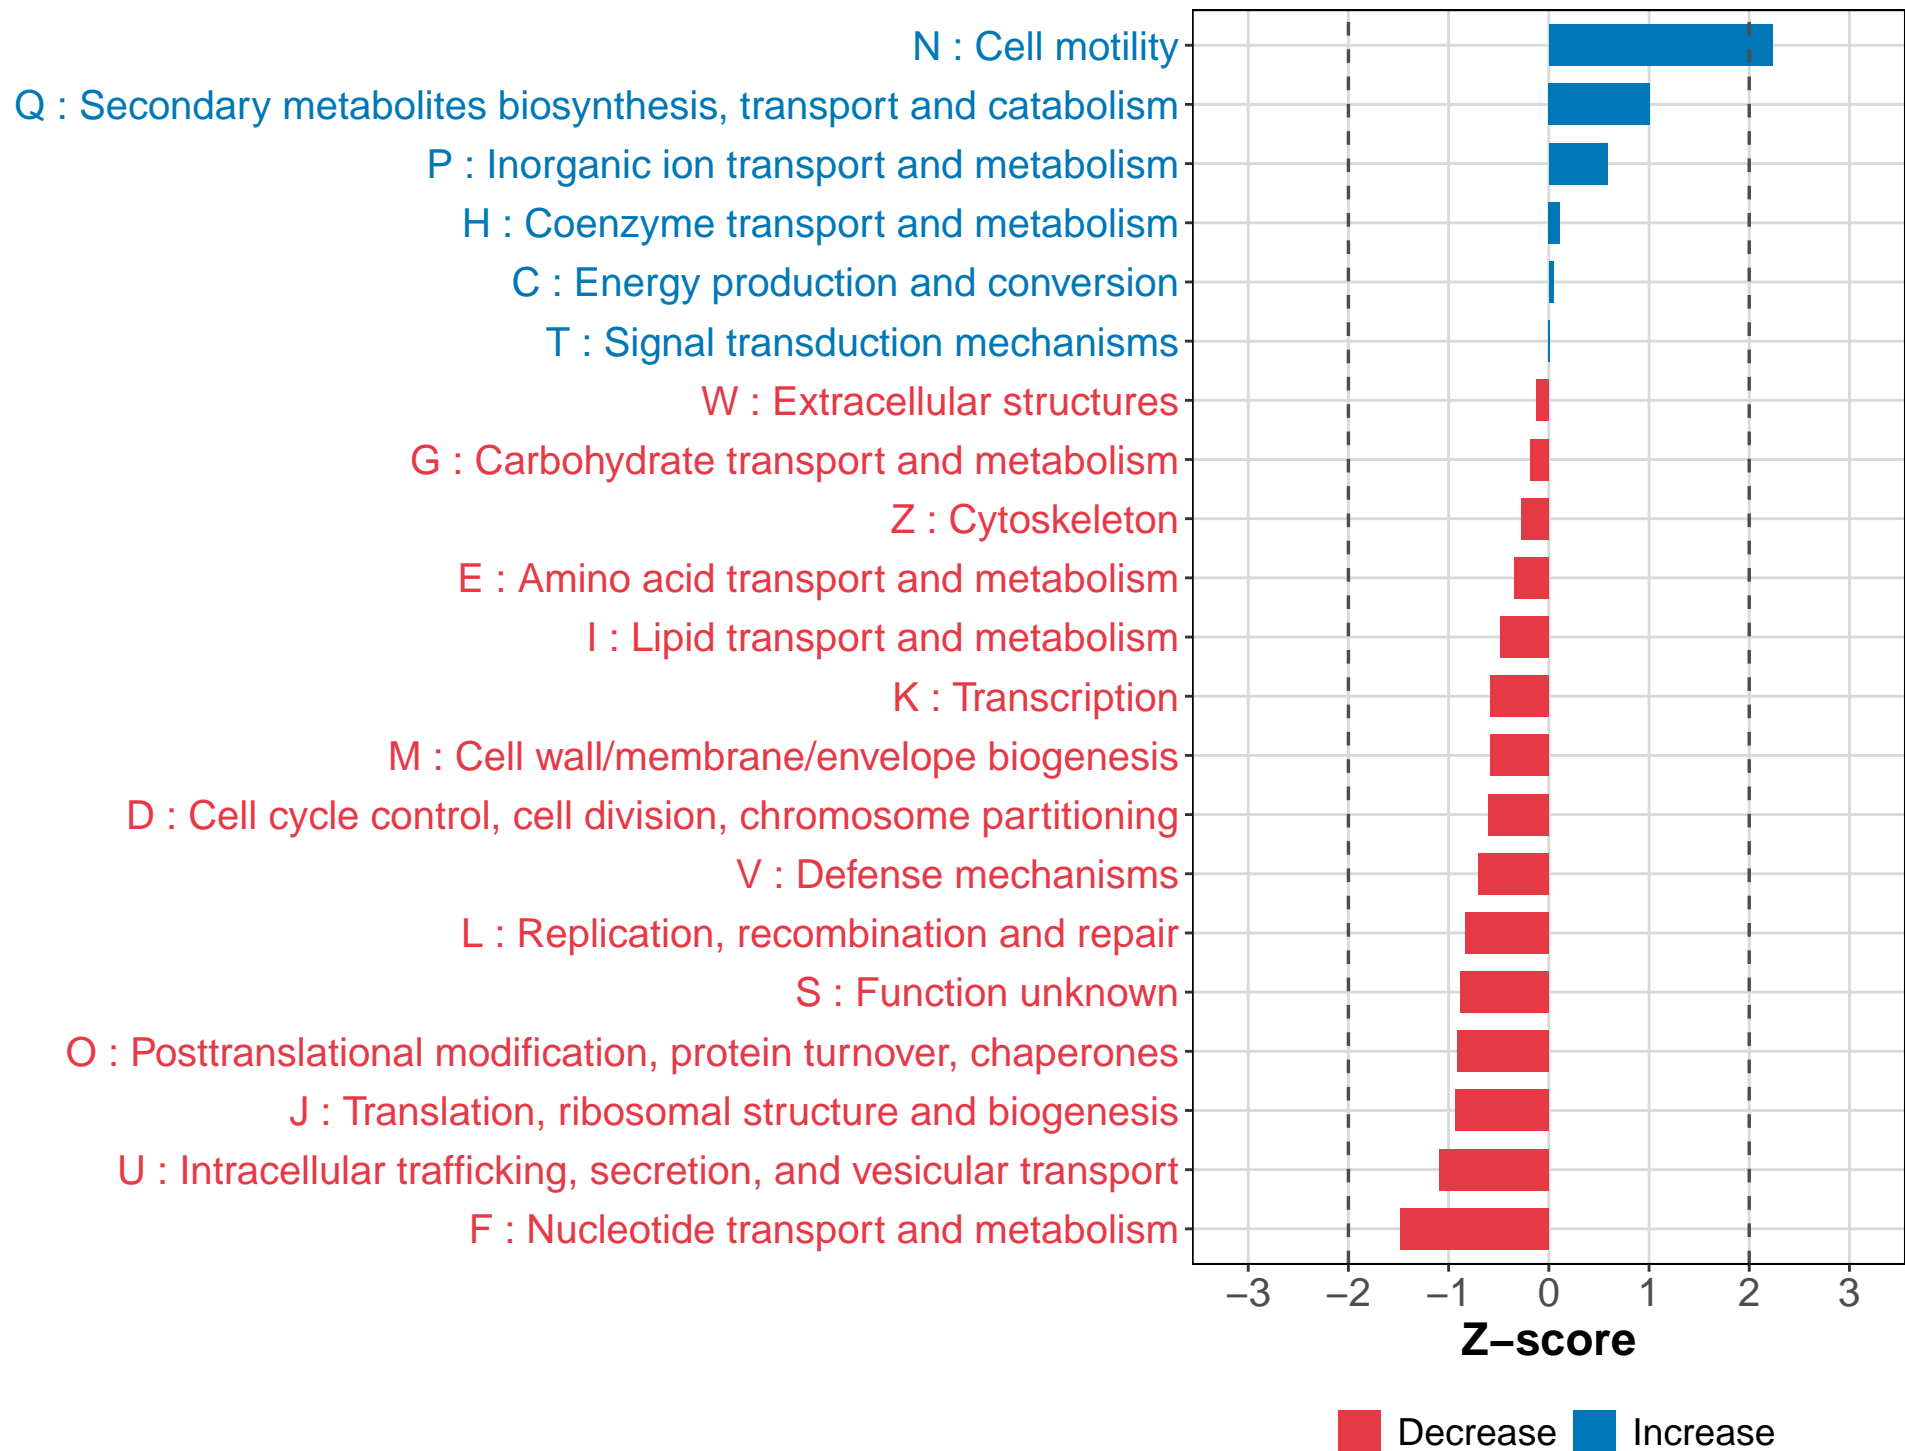 N : Cell motility
Q : Secondary metabolites biosynthesis, transport and catabolism
P : Inorganic ion transport and metabolism
H : Coenzyme transport and metabolism
C : Energy production and conversion
T : Signal transduction mechanisms
W : Extracellular structures
G : Carbohydrate transport and metabolism
Z : Cytoskeleton
E : Amino acid transport and metabolism
I : Lipid transport and metabolism
K : Transcription
M : Cell wall/membrane/envelope biogenesis
D : Cell cycle control, cell division, chromosome partitioning
V : Defense mechanisms
L : Replication, recombination and repair
S : Function unknown
O : Posttranslational modification, protein turnover, chaperones
J : Translation, ribosomal structure and biogenesis
U : Intracellular trafficking, secretion, and vesicular transport
F : Nucleotide transport and metabolism
−3 −2 −1 0 1 2 3
Z−score
Decrease Increase